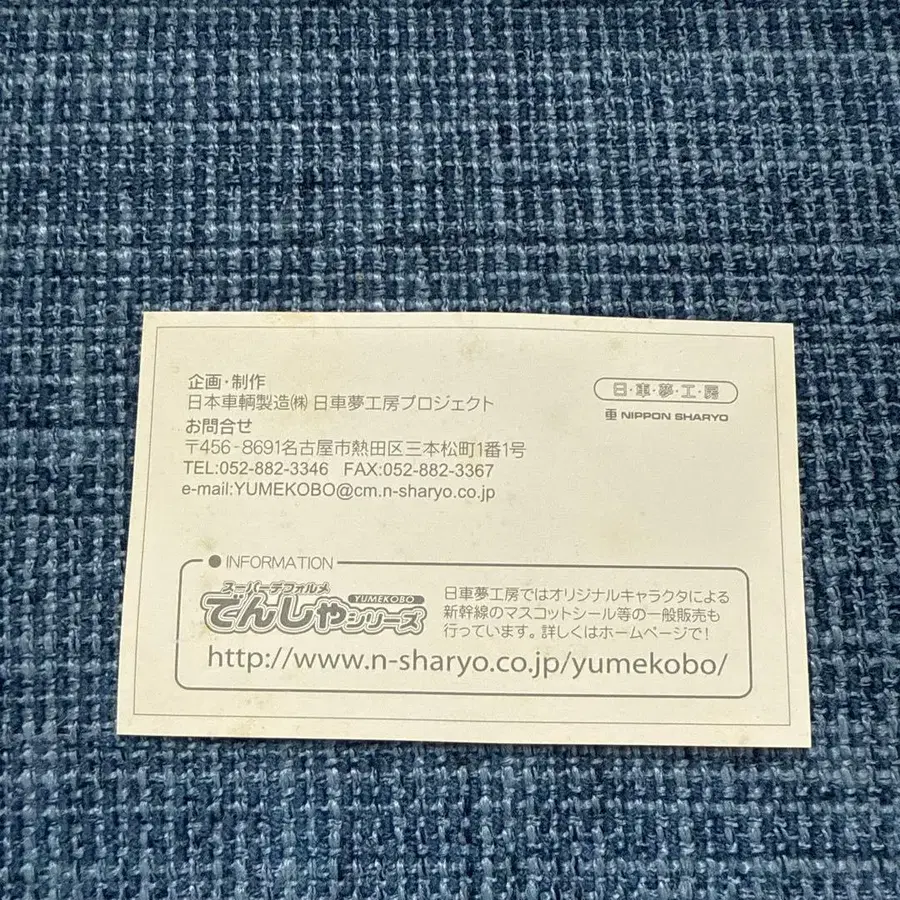 企画・制作
日本車輌製造㈱ 日車夢工房プロジェクト
お問合せ
〒456-8691名古屋市熱田区三本松町1番1号
TEL:052-882-3346 FAX:052-882-3367
e-mail:YUMEKOBO@cm.n-sharyo.co.jp
日・車・夢・工・房
NIPPON SHARYO
● INFORMATION
スーパーデフォルメ
でんしゃシリーズ
YUMEKOBO
日車夢工房ではオリジナルキャラクタによる
新幹線のマスコットシール等の一般販売も
行っています。詳しくはホームページで!
http://www.n-sharyo.co.jp/yumekobo/